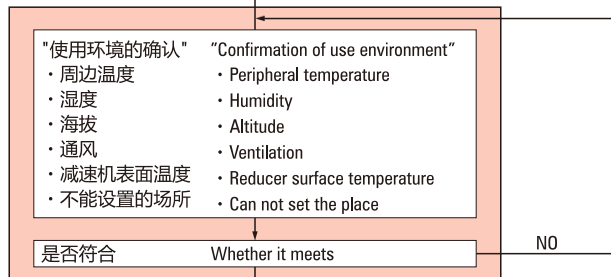 "使用环境的确认" "Confirmation of use environment"
・周边温度 ・Peripheral temperature
・湿度 ・Humidity
・海拔 ・Altitude
・通风 ・Ventilation
・减速机表面温度 ・Reducer surface temperature
・不能设置的场所 ・Can not set the place
是否符合 Whether it meets
NO